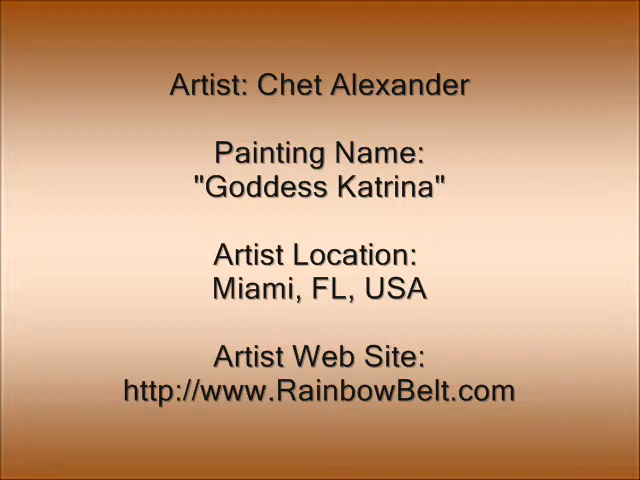 Artist: Chet Alexander
Painting Name:
"Goddess Katrina"
Artist Location:
Miami, FL, USA
Artist Web Site:
http://www.RainbowBelt.com